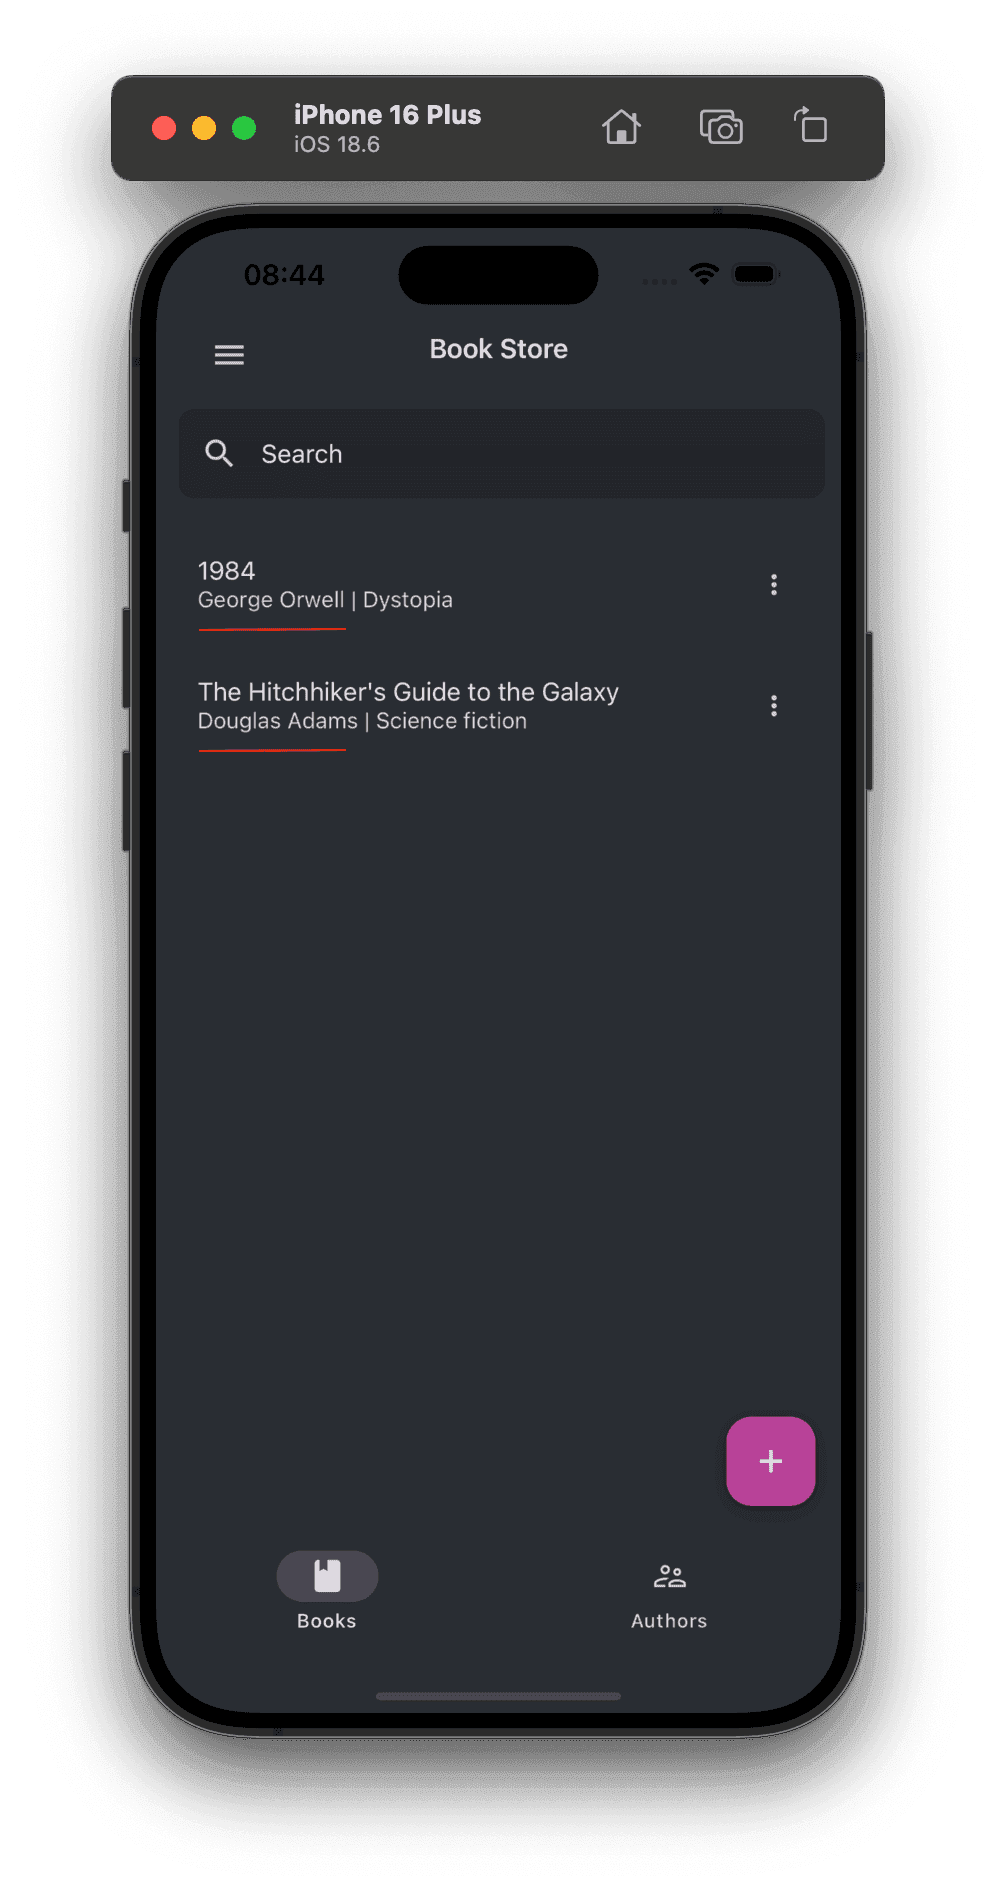 iPhone 16 Plus
iOS 18.6
08:44
Book Store
Search
1984
George Orwell | Dystopia
The Hitchhiker's Guide to the Galaxy
Douglas Adams | Science fiction
Books
Authors